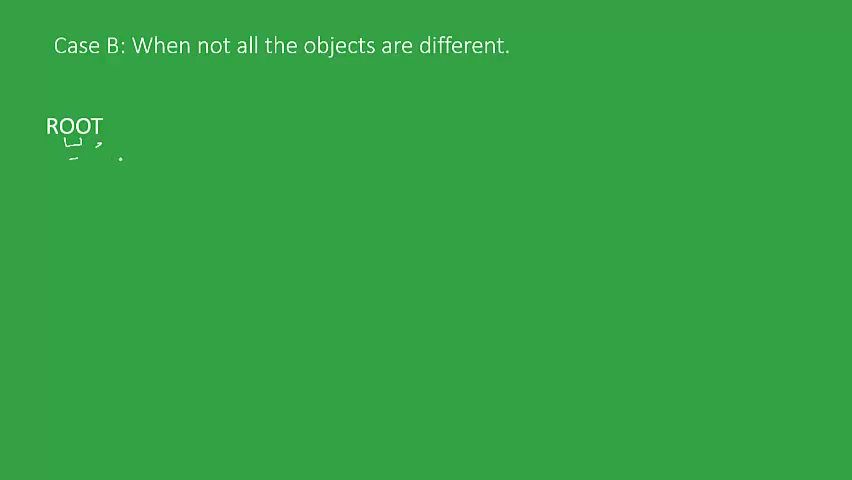 Case B: When not all the objects are different.
ROOT